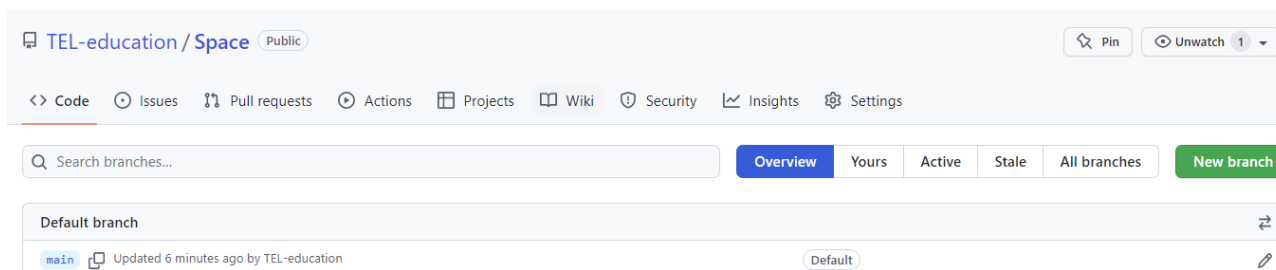 TEL-education / Space Public Pin Unwatch 1
Code Issues Pull requests Actions Projects Wiki Security Insights Settings
Search branches... Overview Yours Active Stale All branches New branch
Default branch
main Updated 6 minutes ago by TEL-education Default